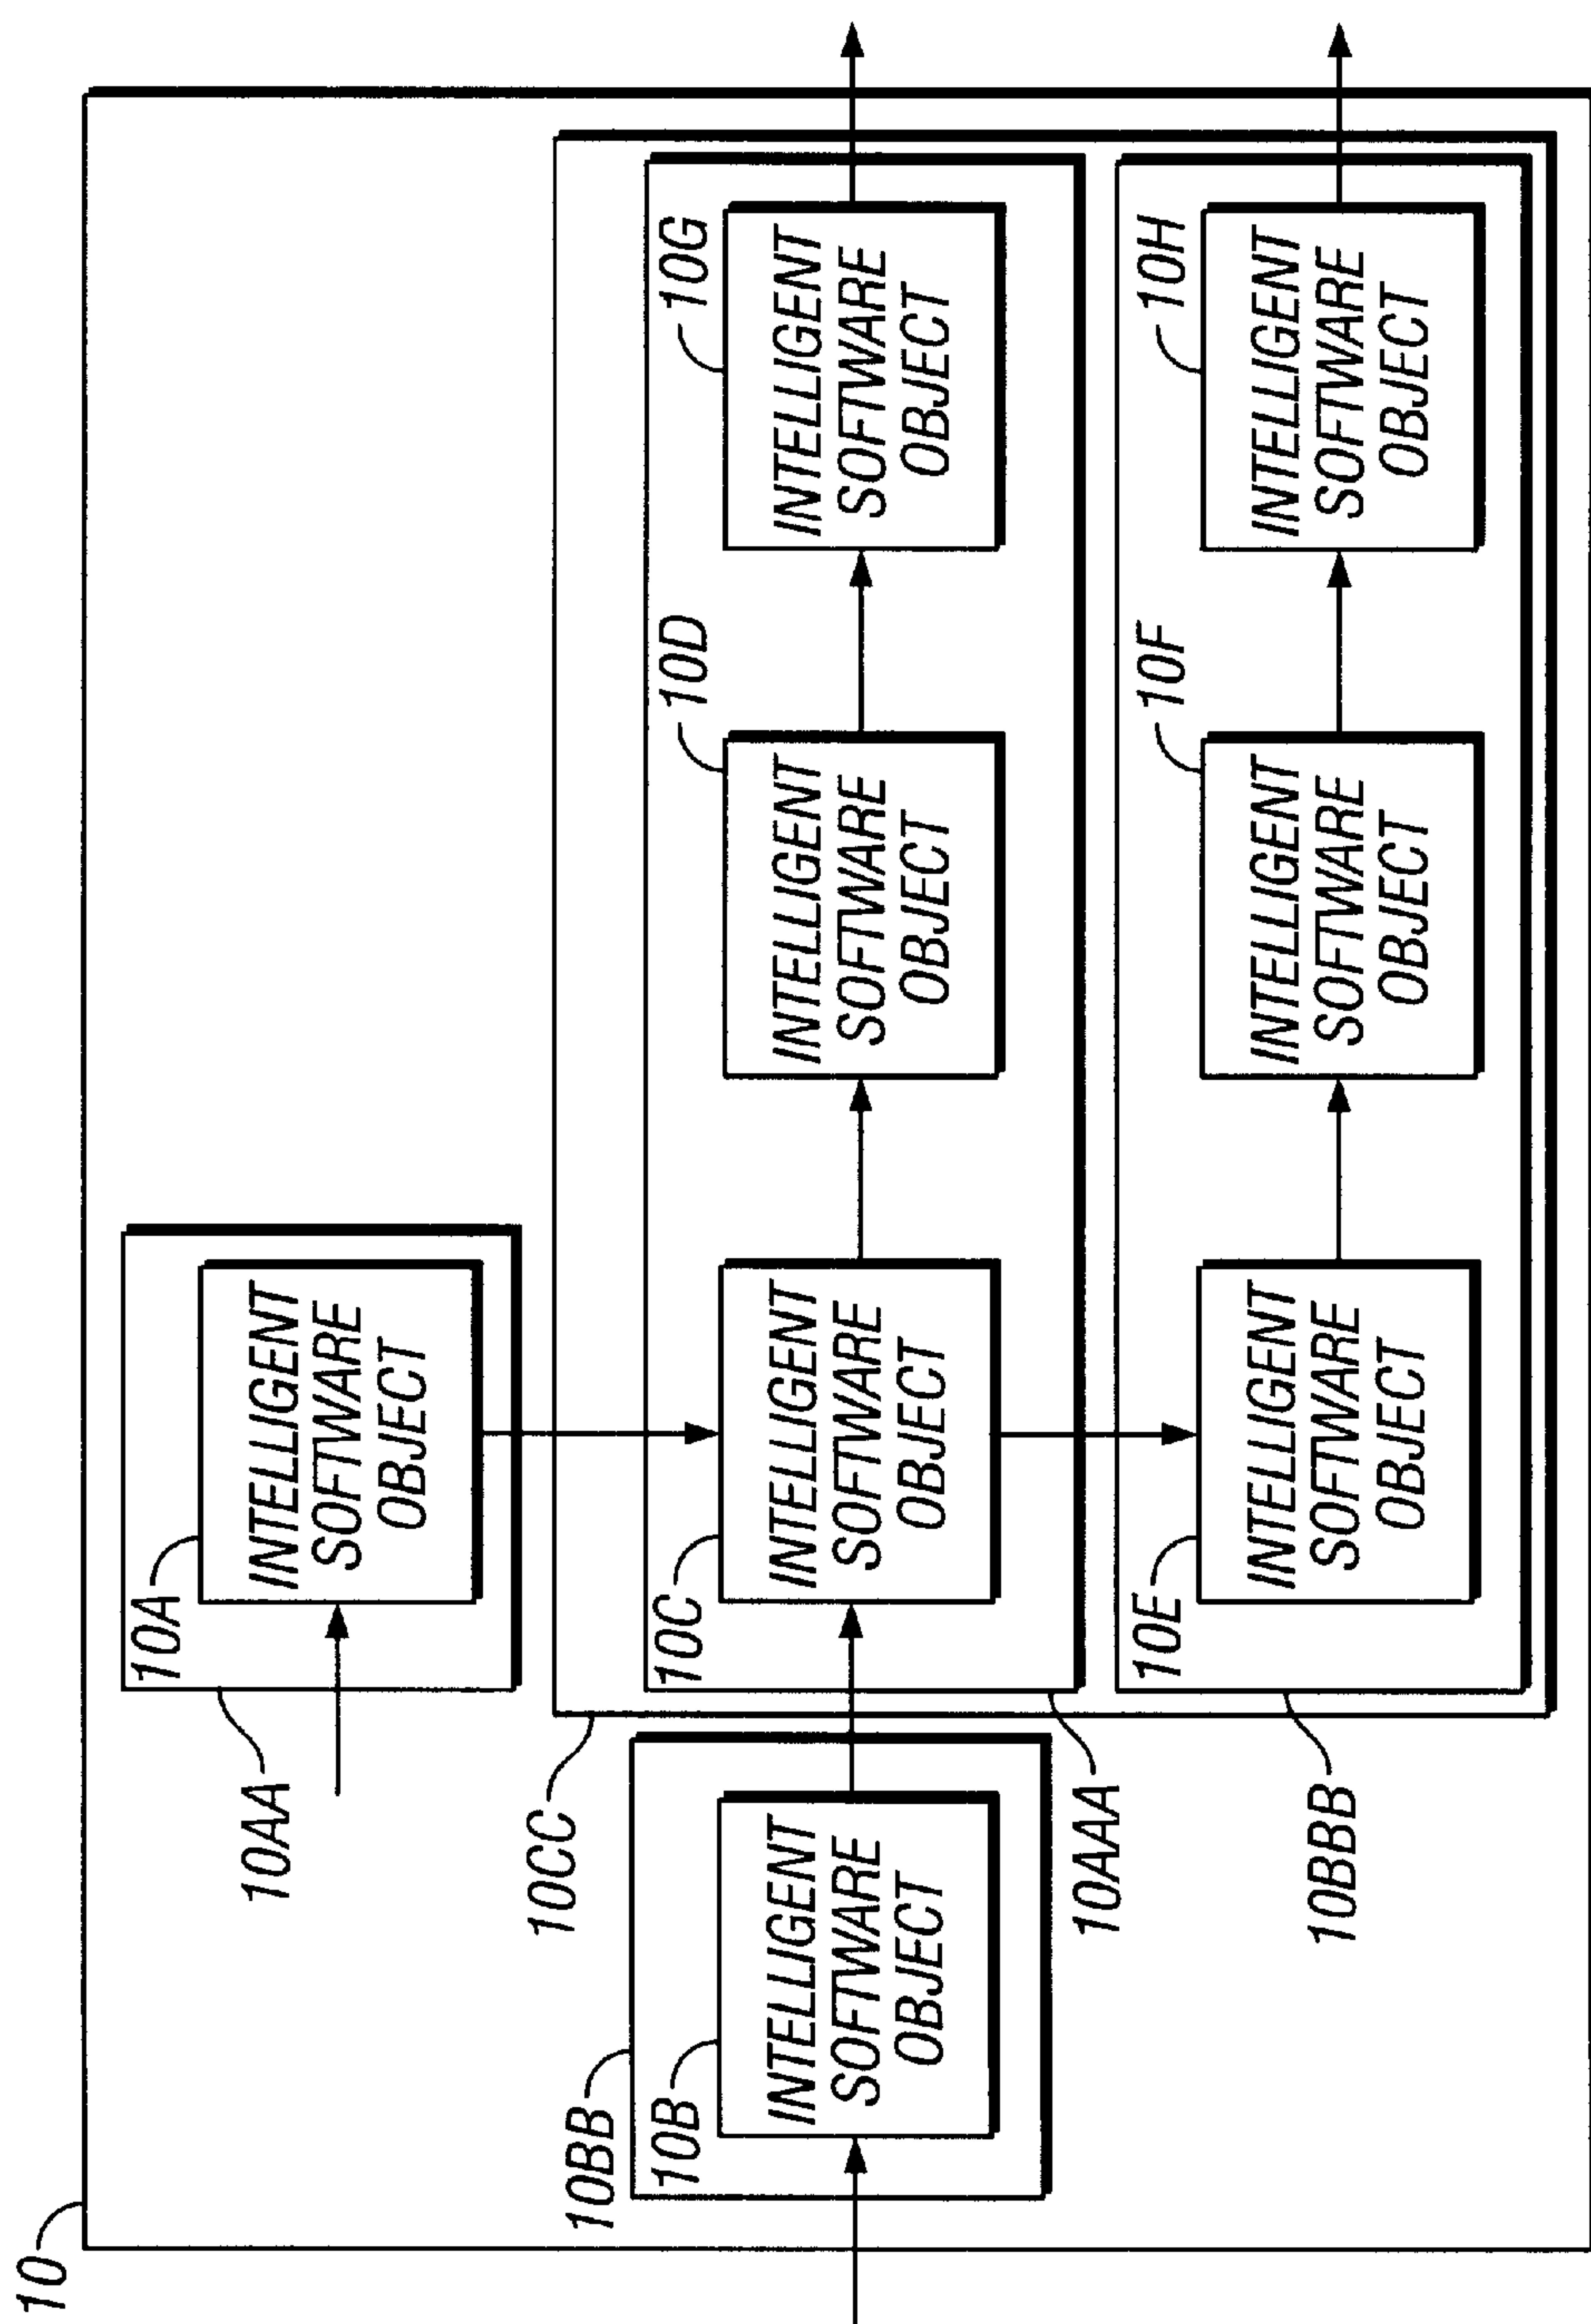 10
10AA
10A
INTELLIGENT
SOFTWARE
OBJECT
10CC
10BB
10B
INTELLIGENT
SOFTWARE
OBJECT
10AAA
10C
INTELLIGENT
SOFTWARE
OBJECT
10D
INTELLIGENT
SOFTWARE
OBJECT
10G
INTELLIGENT
SOFTWARE
OBJECT
10BBB
10E
INTELLIGENT
SOFTWARE
OBJECT
10F
INTELLIGENT
SOFTWARE
OBJECT
10H
INTELLIGENT
SOFTWARE
OBJECT